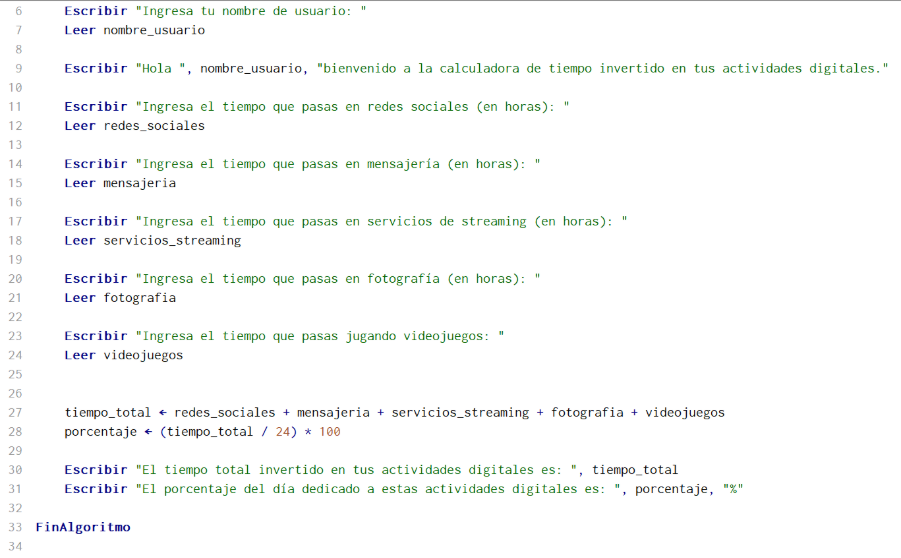 6 Escribir "Ingresa tu nombre de usuario: "
7 Leer nombre_usuario
8
9 Escribir "Hola ", nombre_usuario, "bienvenido a la calculadora de tiempo invertido en tus actividades digitales."
10
11 Escribir "Ingresa el tiempo que pasas en redes sociales (en horas): "
12 Leer redes_sociales
13
14 Escribir "Ingresa el tiempo que pasas en mensajería (en horas): "
15 Leer mensajeria
16
17 Escribir "Ingresa el tiempo que pasas en servicios de streaming (en horas): "
18 Leer servicios_streaming
19
20 Escribir "Ingresa el tiempo que pasas en fotografía (en horas): "
21 Leer fotografia
22
23 Escribir "Ingresa el tiempo que pasas jugando videojuegos: "
24 Leer videojuegos
25
26
27 tiempo_total ← redes_sociales + mensajeria + servicios_streaming + fotografia + videojuegos
28 porcentaje ← (tiempo_total / 24) * 100
29
30 Escribir "El tiempo total invertido en tus actividades digitales es: ", tiempo_total
31 Escribir "El porcentaje del día dedicado a estas actividades digitales es: ", porcentaje, "%"
32
33 FinAlgoritmo
34